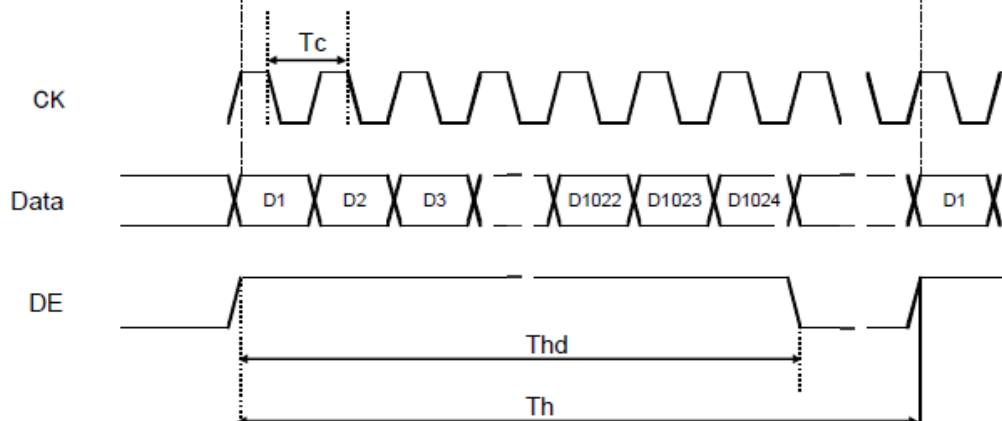 Tc
CK
Data D1 D2 D3 D1022 D1023 D1024 D1
DE
Thd
Th